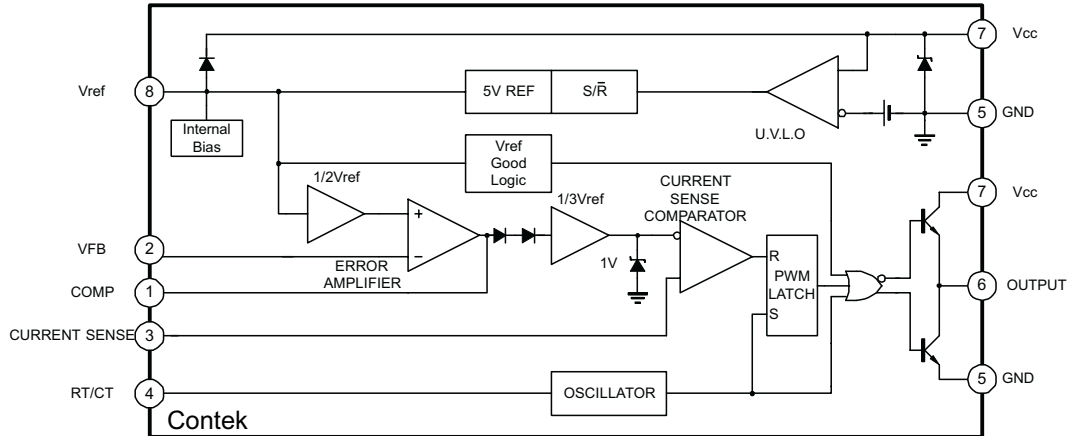 7
Vcc
Vref
8
5V REF
S/R̅
Internal
Bias
U.V.L.O
5
GND
Vref
Good
Logic
1/2Vref
1/3Vref
CURRENT
SENSE
COMPARATOR
7
Vcc
+
VFB
2
−
ERROR
AMPLIFIER
1V
R
PWM
LATCH
S
COMP
1
6
OUTPUT
CURRENT SENSE
3
RT/CT
4
OSCILLATOR
5
GND
Contek